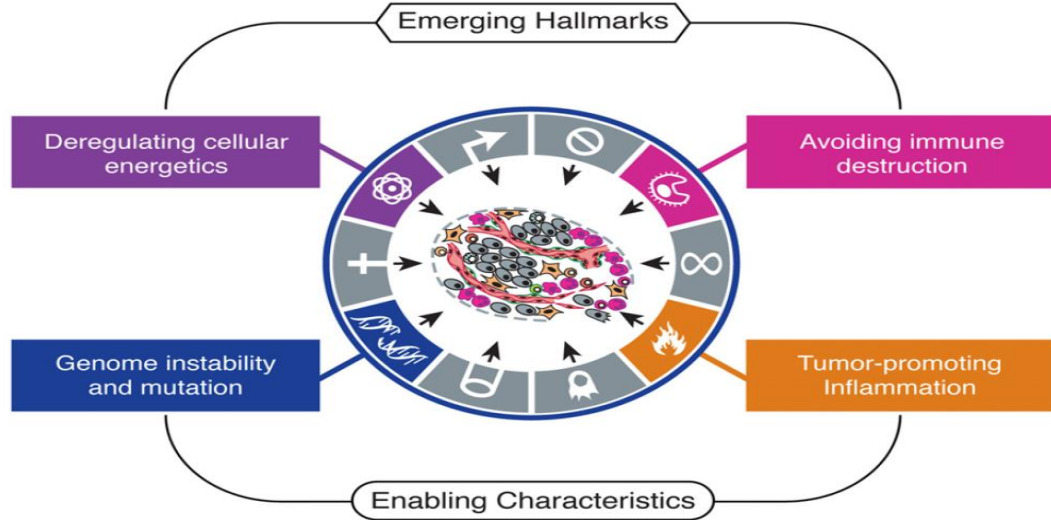 Emerging Hallmarks
Deregulating cellular
energetics
Avoiding immune
destruction
Genome instability
and mutation
Tumor-promoting
Inflammation
Enabling Characteristics